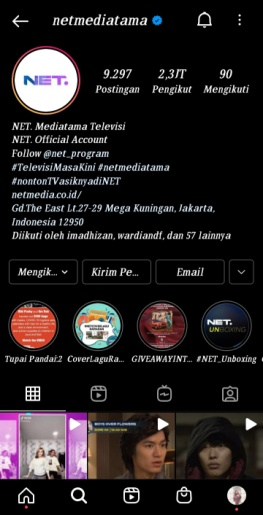 netmediatama
NET.
9.297
2,3JT
90
Postingan
Pengikut
Mengikuti
NET. Mediatama Televisi
NET. Official Account
Follow @net_program
#TelevisiMasaKini #netmediatama
#nontonTVasiknyadiNET
netmedia.co/
Gd.The East Lt.27-29 Mega Kuningan, Jakarta,
Indonesia 12950
Diikuti oleh imadhizan, wardiandf, dan 57 lainnya
Mengik...
Kirim Pe...
Email
NET.
UNBOXING
Tupai Pandai2
CoverLaguRa...
GIVEAWAYINT...
#NET_Unboxing
BOYS OVER FLOWERS